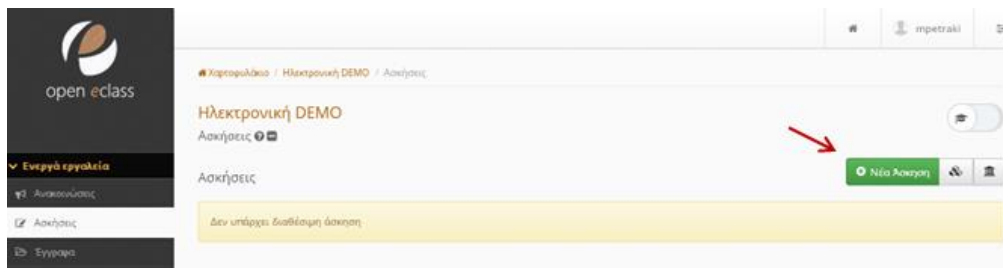 mpetraki
open eclass
Χαρτοφυλάκιο / Ηλεκτρονική DEMO / Ασκήσεις
Ηλεκτρονική DEMO
Ασκήσεις
Ενεργά εργαλεία
Ανακοινώσεις
Ασκήσεις
Έγγραφα
Ασκήσεις
Νέα Άσκηση
Δεν υπάρχει διαθέσιμη άσκηση